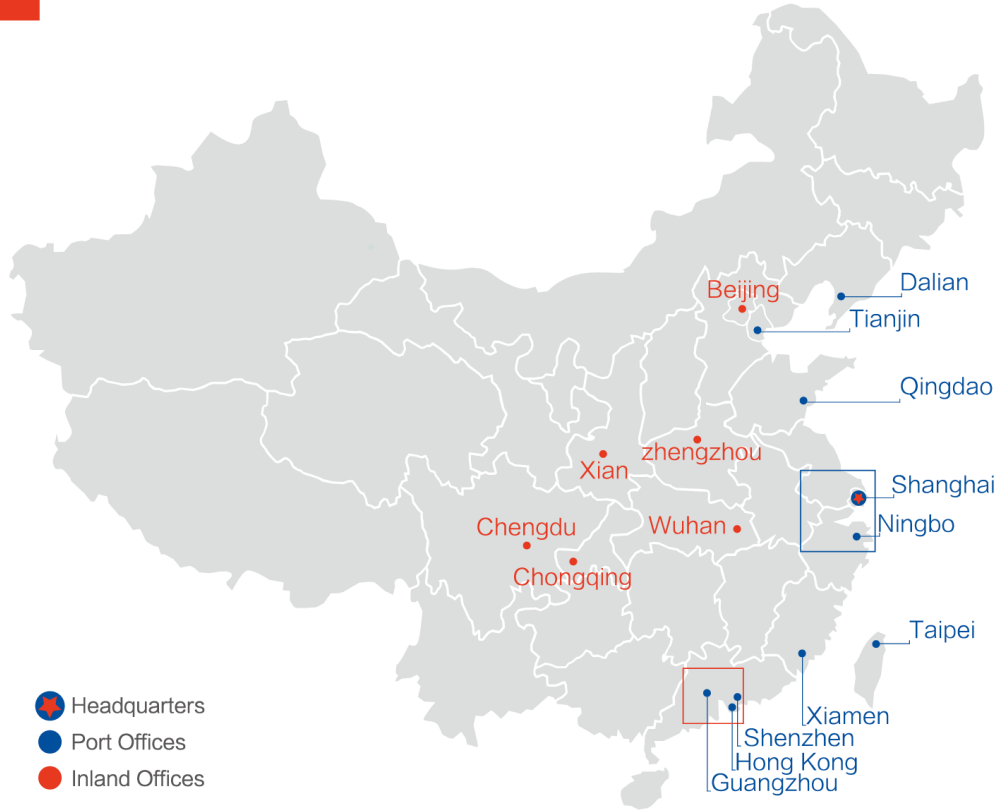 Dalian
Beijing
Tianjin
Qingdao
zhengzhou
Xian
Shanghai
Chengdu
Wuhan
Ningbo
Chongqing
Taipei
Xiamen
Shenzhen
Hong Kong
Guangzhou
Headquarters
Port Offices
Inland Offices